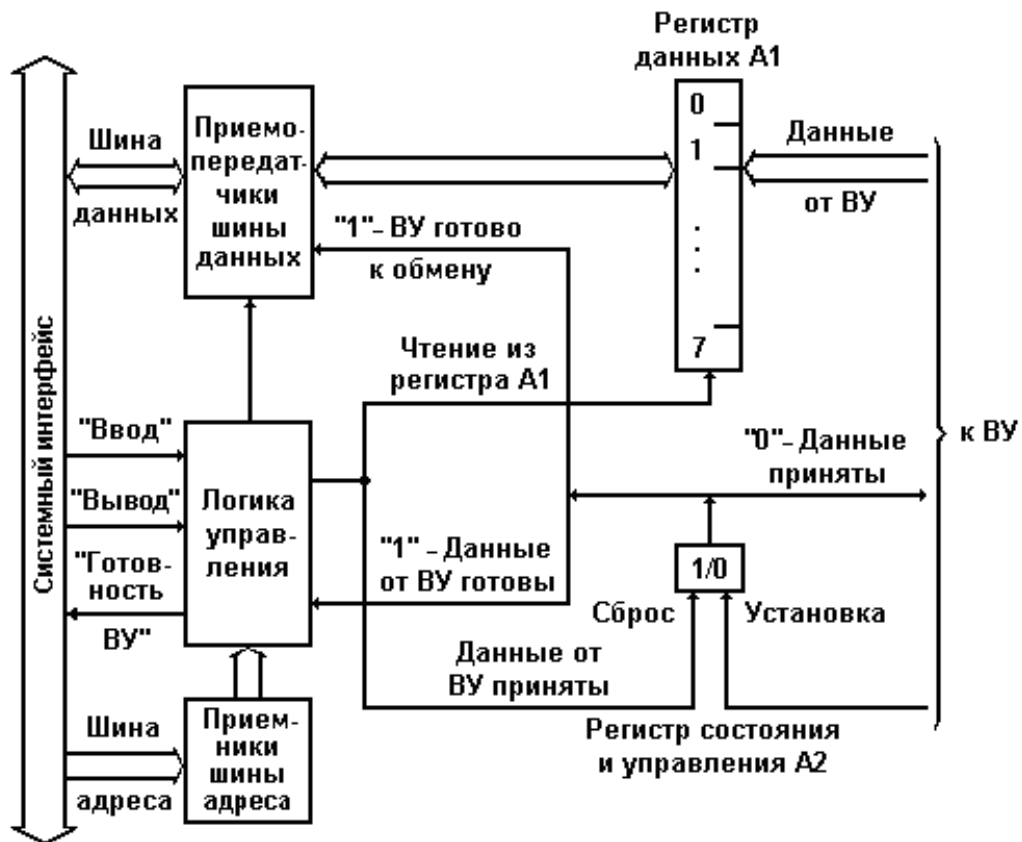 Регистр
данных А1
0
1
7
Данные
от ВУ
Шина
данных
Приемо-
передат-
чики
шины
данных
"1"- ВУ готово
к обмену
Системный интерфейс
Чтение из
регистра А1
"Ввод"
"Вывод"
"Готов-
ность
ВУ"
Логика
управ-
ления
"0"- Данные
приняты
к ВУ
"1" - Данные
от ВУ готовы
1/0
Сброс
Установка
Данные от
ВУ приняты
Регистр состояния
и управления А2
Шина
адреса
Прием-
ники
шины
адреса